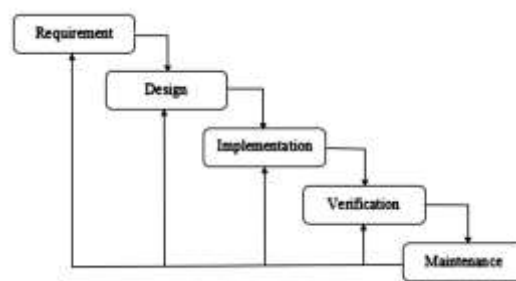 Requirement
Design
Implementation
Verification
Maintenance